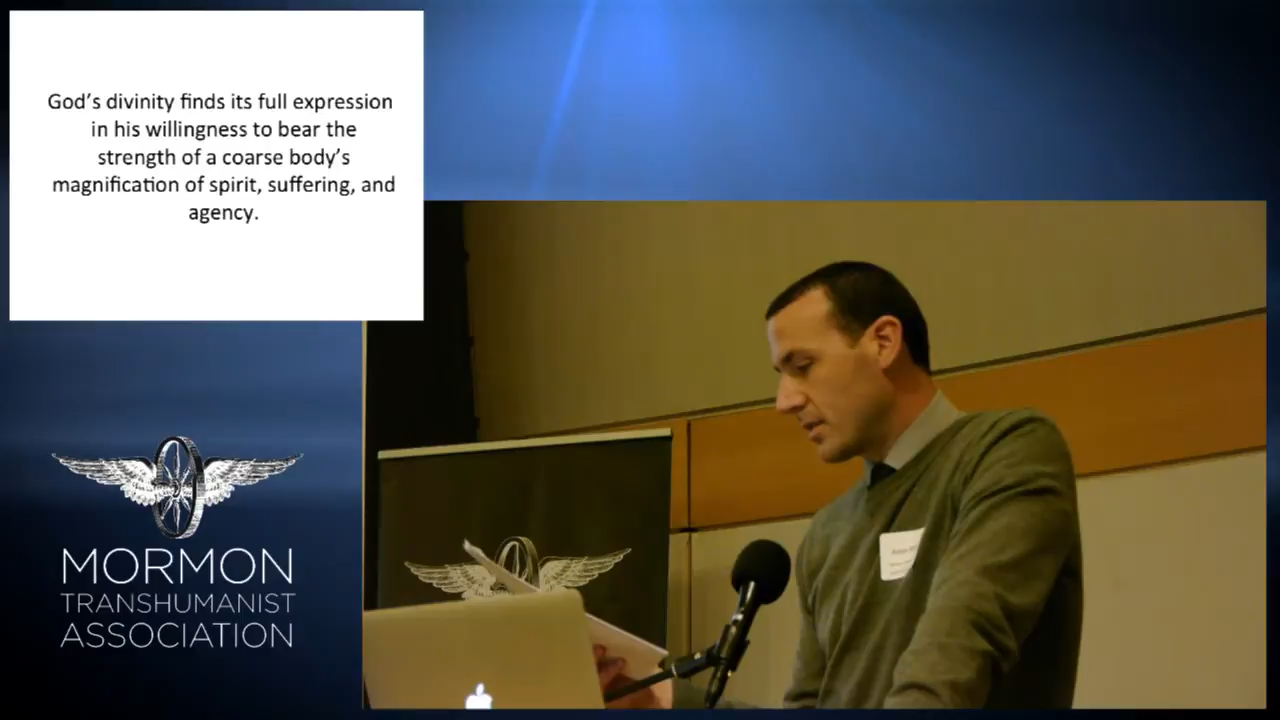 God's divinity finds its full expression
in his willingness to bear the
strength of a coarse body's
magnification of spirit, suffering, and
agency.
MORMON
TRANSHUMANIST
ASSOCIATION